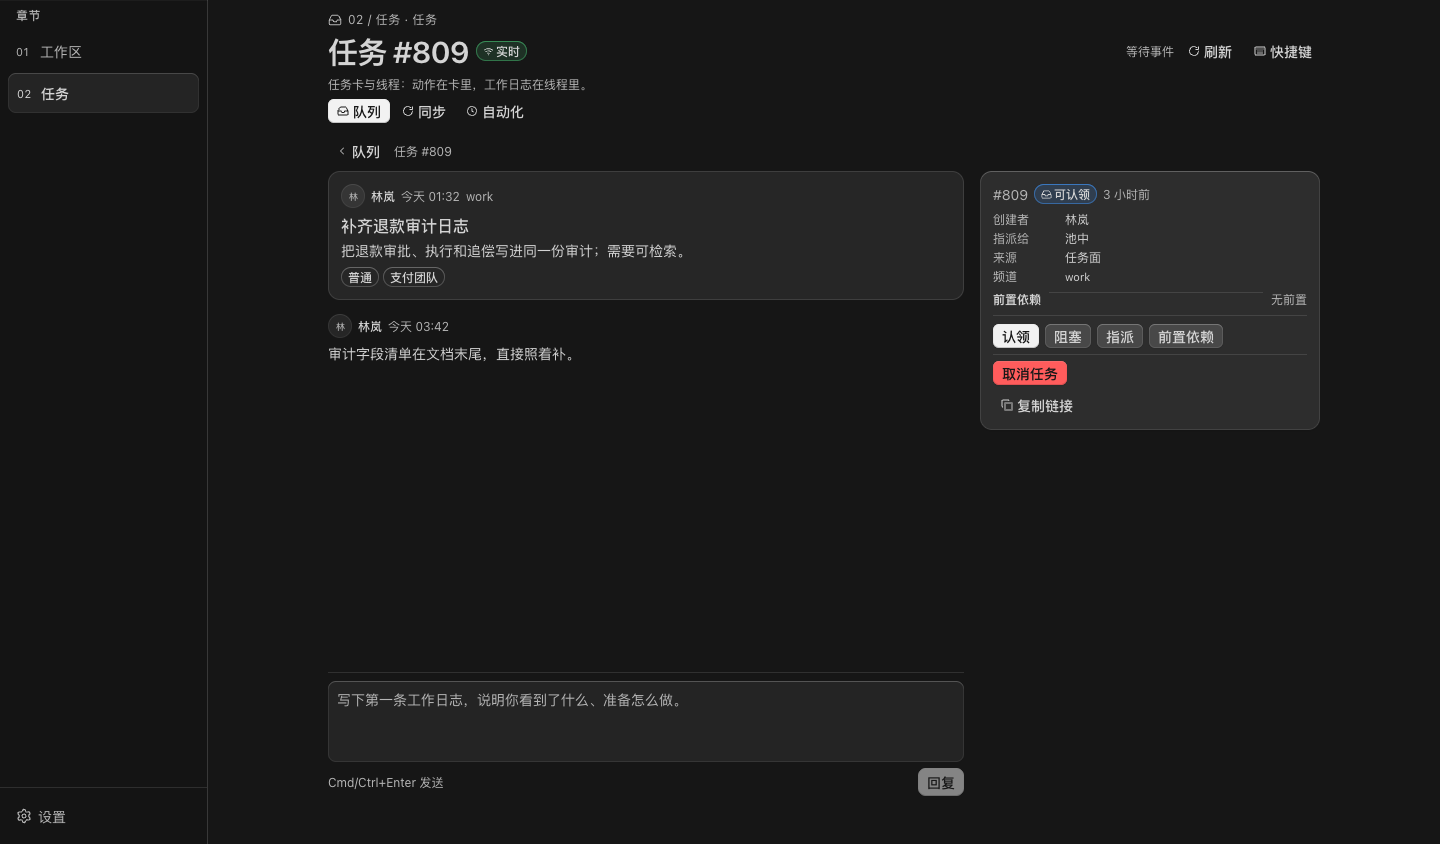 章节
01 工作区
02 任务
设置
02 / 任务 · 任务
任务 #809 实时
任务卡与线程：动作在卡里，工作日志在线程里。
等待事件 刷新 快捷键
队列 同步 自动化
队列 任务 #809
林 林岚 今天 01:32 work
补齐退款审计日志
把退款审批、执行和追偿写进同一份审计；需要可检索。
普通 支付团队
林 林岚 今天 03:42
审计字段清单在文档末尾，直接照着补。
写下第一条工作日志，说明你看到了什么、准备怎么做。
Cmd/Ctrl+Enter 发送
回复
#809 可认领 3 小时前
创建者 林岚
指派给 池中
来源 任务面
频道 work
前置依赖 无前置
认领 阻塞 指派 前置依赖
取消任务
复制链接